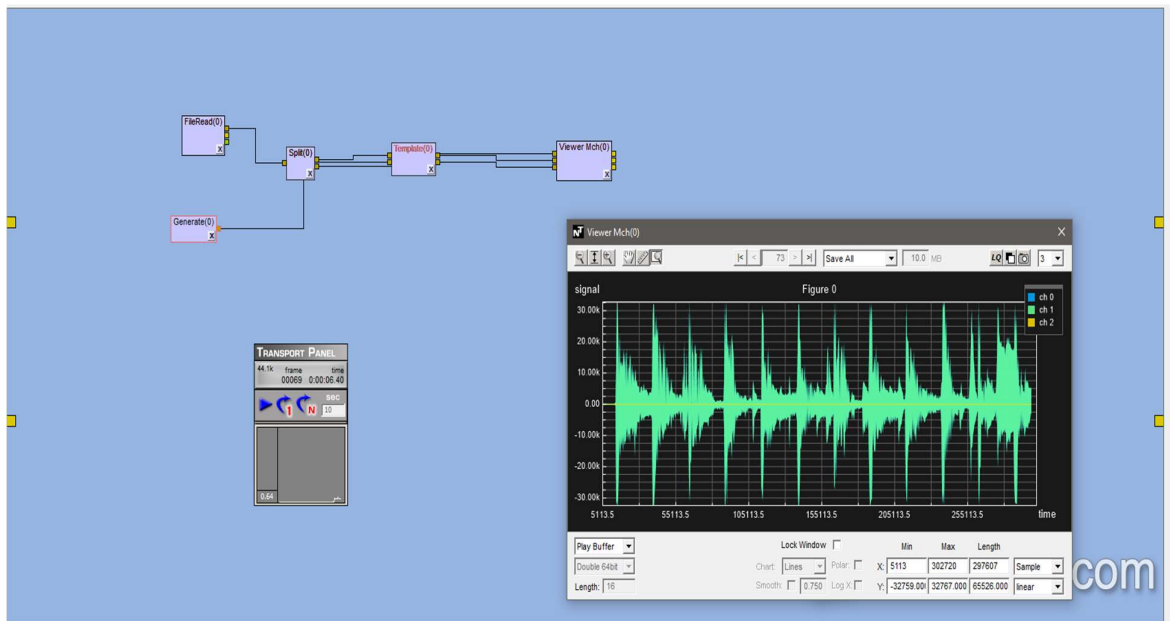 FileRead(0)
X
Split(0)
X
Template(0)
X
Viewer Mch(0)
X
Generate(0)
X
TRANSPORT PANEL
44.1k frame time
00069 0:00:06.40
sec
1 N 10
0.64
NT Viewer Mch(0) X
73 Save All 10.0 MB LQ 3
signal Figure 0
ch 0
ch 1
ch 2
30.00k
20.00k
10.00k
0.00
-10.00k
-20.00k
-30.00k
5113.5 55113.5 105113.5 155113.5 205113.5 255113.5 time
Play Buffer Lock Window Min Max Length
Double 64bit Chart: Lines Polar: X: 5113 302720 297607 Sample
Length: 16 Smooth: 0.750 Log X: Y: -32759.00 32767.000 65526.000 linear
com